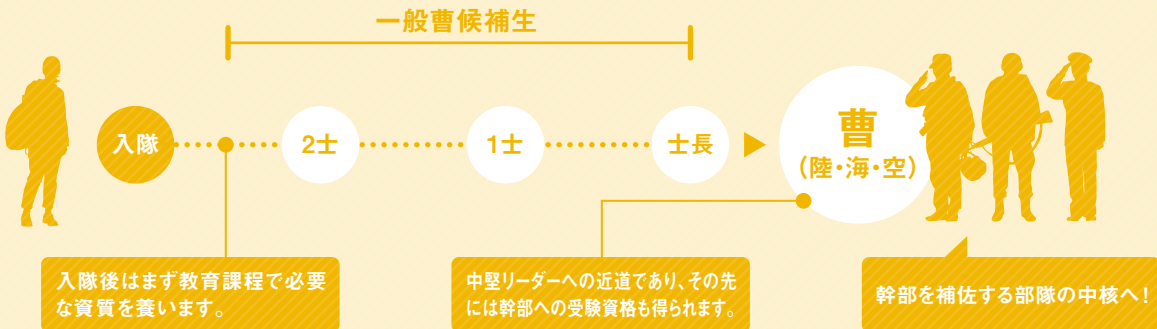 一般曹候補生
入隊
2士
1士
士長
曹
(陸・海・空)
入隊後はまず教育課程で必要
な資質を養います。
中堅リーダーへの近道であり、その先
には幹部への受験資格も得られます。
幹部を補佐する部隊の中核へ!